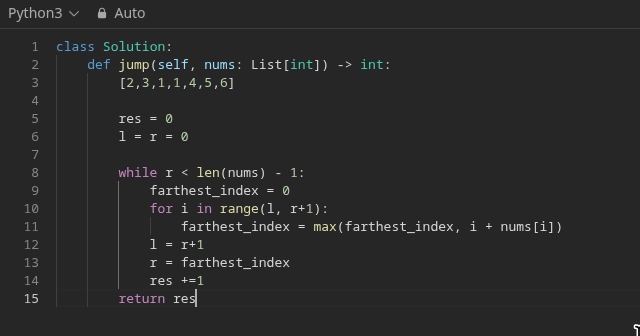 Python3 Auto
1 class Solution:
2     def jump(self, nums: List[int]) -> int:
3         [2,3,1,1,4,5,6]
4
5         res = 0
6         l = r = 0
7
8         while r < len(nums) - 1:
9             farthest_index = 0
10             for i in range(l, r+1):
11                 farthest_index = max(farthest_index, i + nums[i])
12             l = r+1
13             r = farthest_index
14             res +=1
15         return res